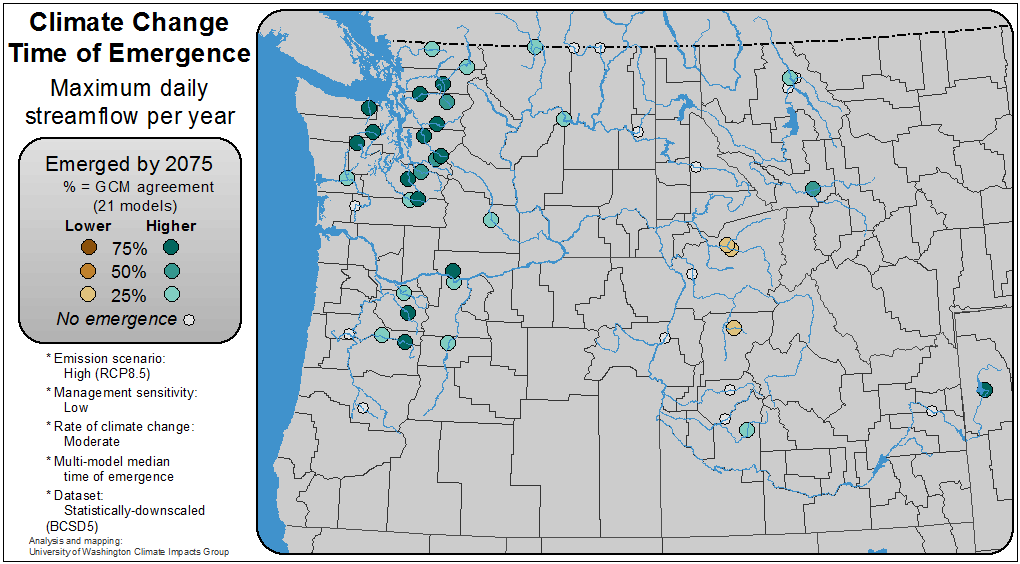 Climate Change
Time of Emergence
Maximum daily
streamflow per year
Emerged by 2075
% = GCM agreement
(21 models)
Lower Higher
75%
50%
25%
No emergence
* Emission scenario:
High (RCP8.5)
* Management sensitivity:
Low
* Rate of climate change:
Moderate
* Multi-model median
time of emergence
* Dataset:
Statistically-downscaled
(BCSD5)
Analysis and mapping:
University of Washington Climate Impacts Group